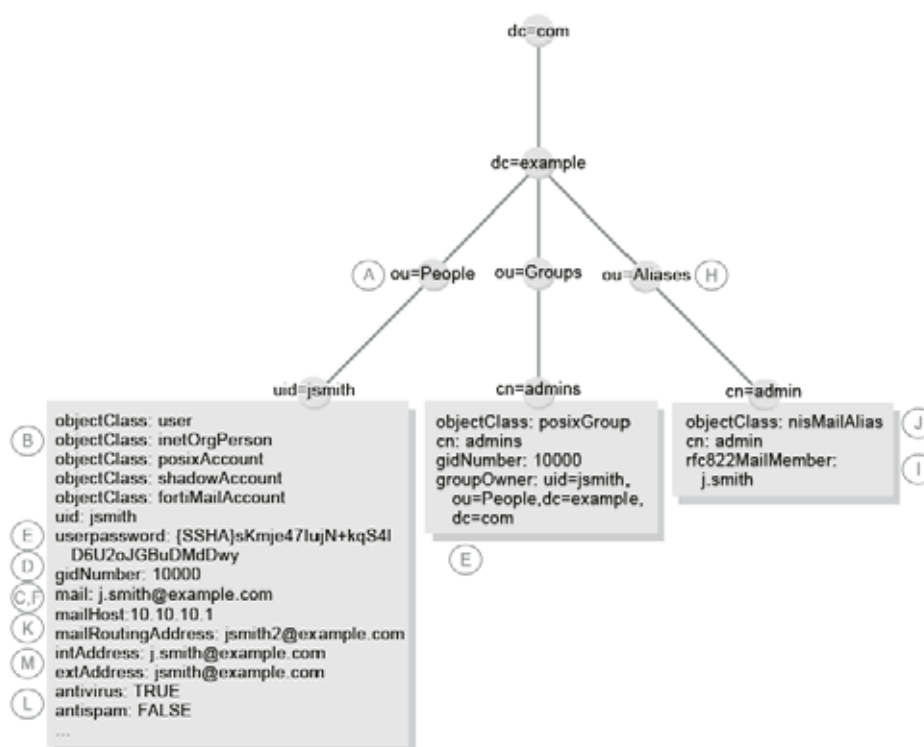 dc=com
dc=example
A
ou=People
ou=Groups
ou=Aliases
H
uid=jsmith
cn=admins
cn=admin
B
objectClass: user
objectClass: inetOrgPerson
objectClass: posixAccount
objectClass: shadowAccount
objectClass: fortiMailAccount
uid: jsmith
E
userpassword: {SSHA}sKmje47IujN+kqS4I
D6U2oJGBuDMdDwy
D
gidNumber: 10000
C,F
mail: j.smith@example.com
mailHost:10.10.10.1
K
mailRoutingAddress: jsmith2@example.com
intAddress: j.smith@example.com
M
extAddress: jsmith@example.com
antivirus: TRUE
L
antispam: FALSE
...
objectClass: posixGroup
cn: admins
gidNumber: 10000
groupOwner: uid=jsmith,
ou=People,dc=example,
dc=com
E
objectClass: nisMailAlias
J
cn: admin
rfc822MailMember:
I
j.smith